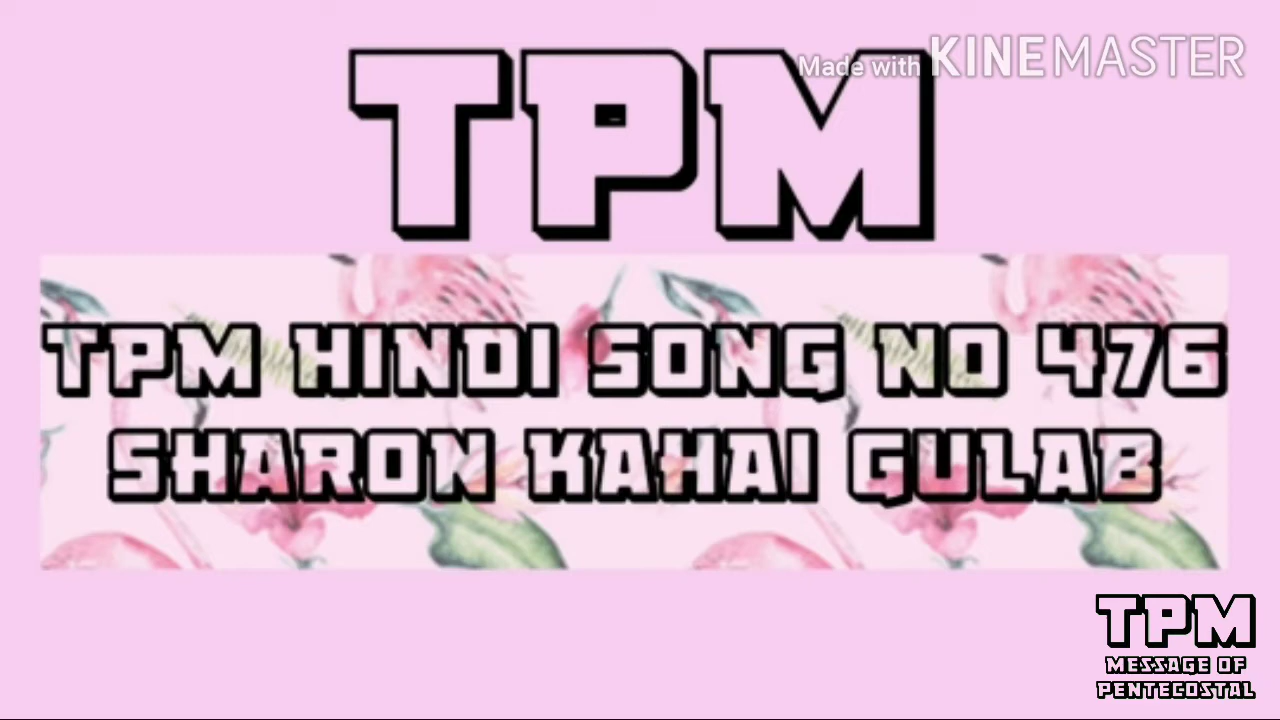 Made with KINEMASTER
TPM
TPM HINDI SONG NO 476
SHARON KAHAI GULAB
TPM
MESSAGE OF
PENTECOSTAL